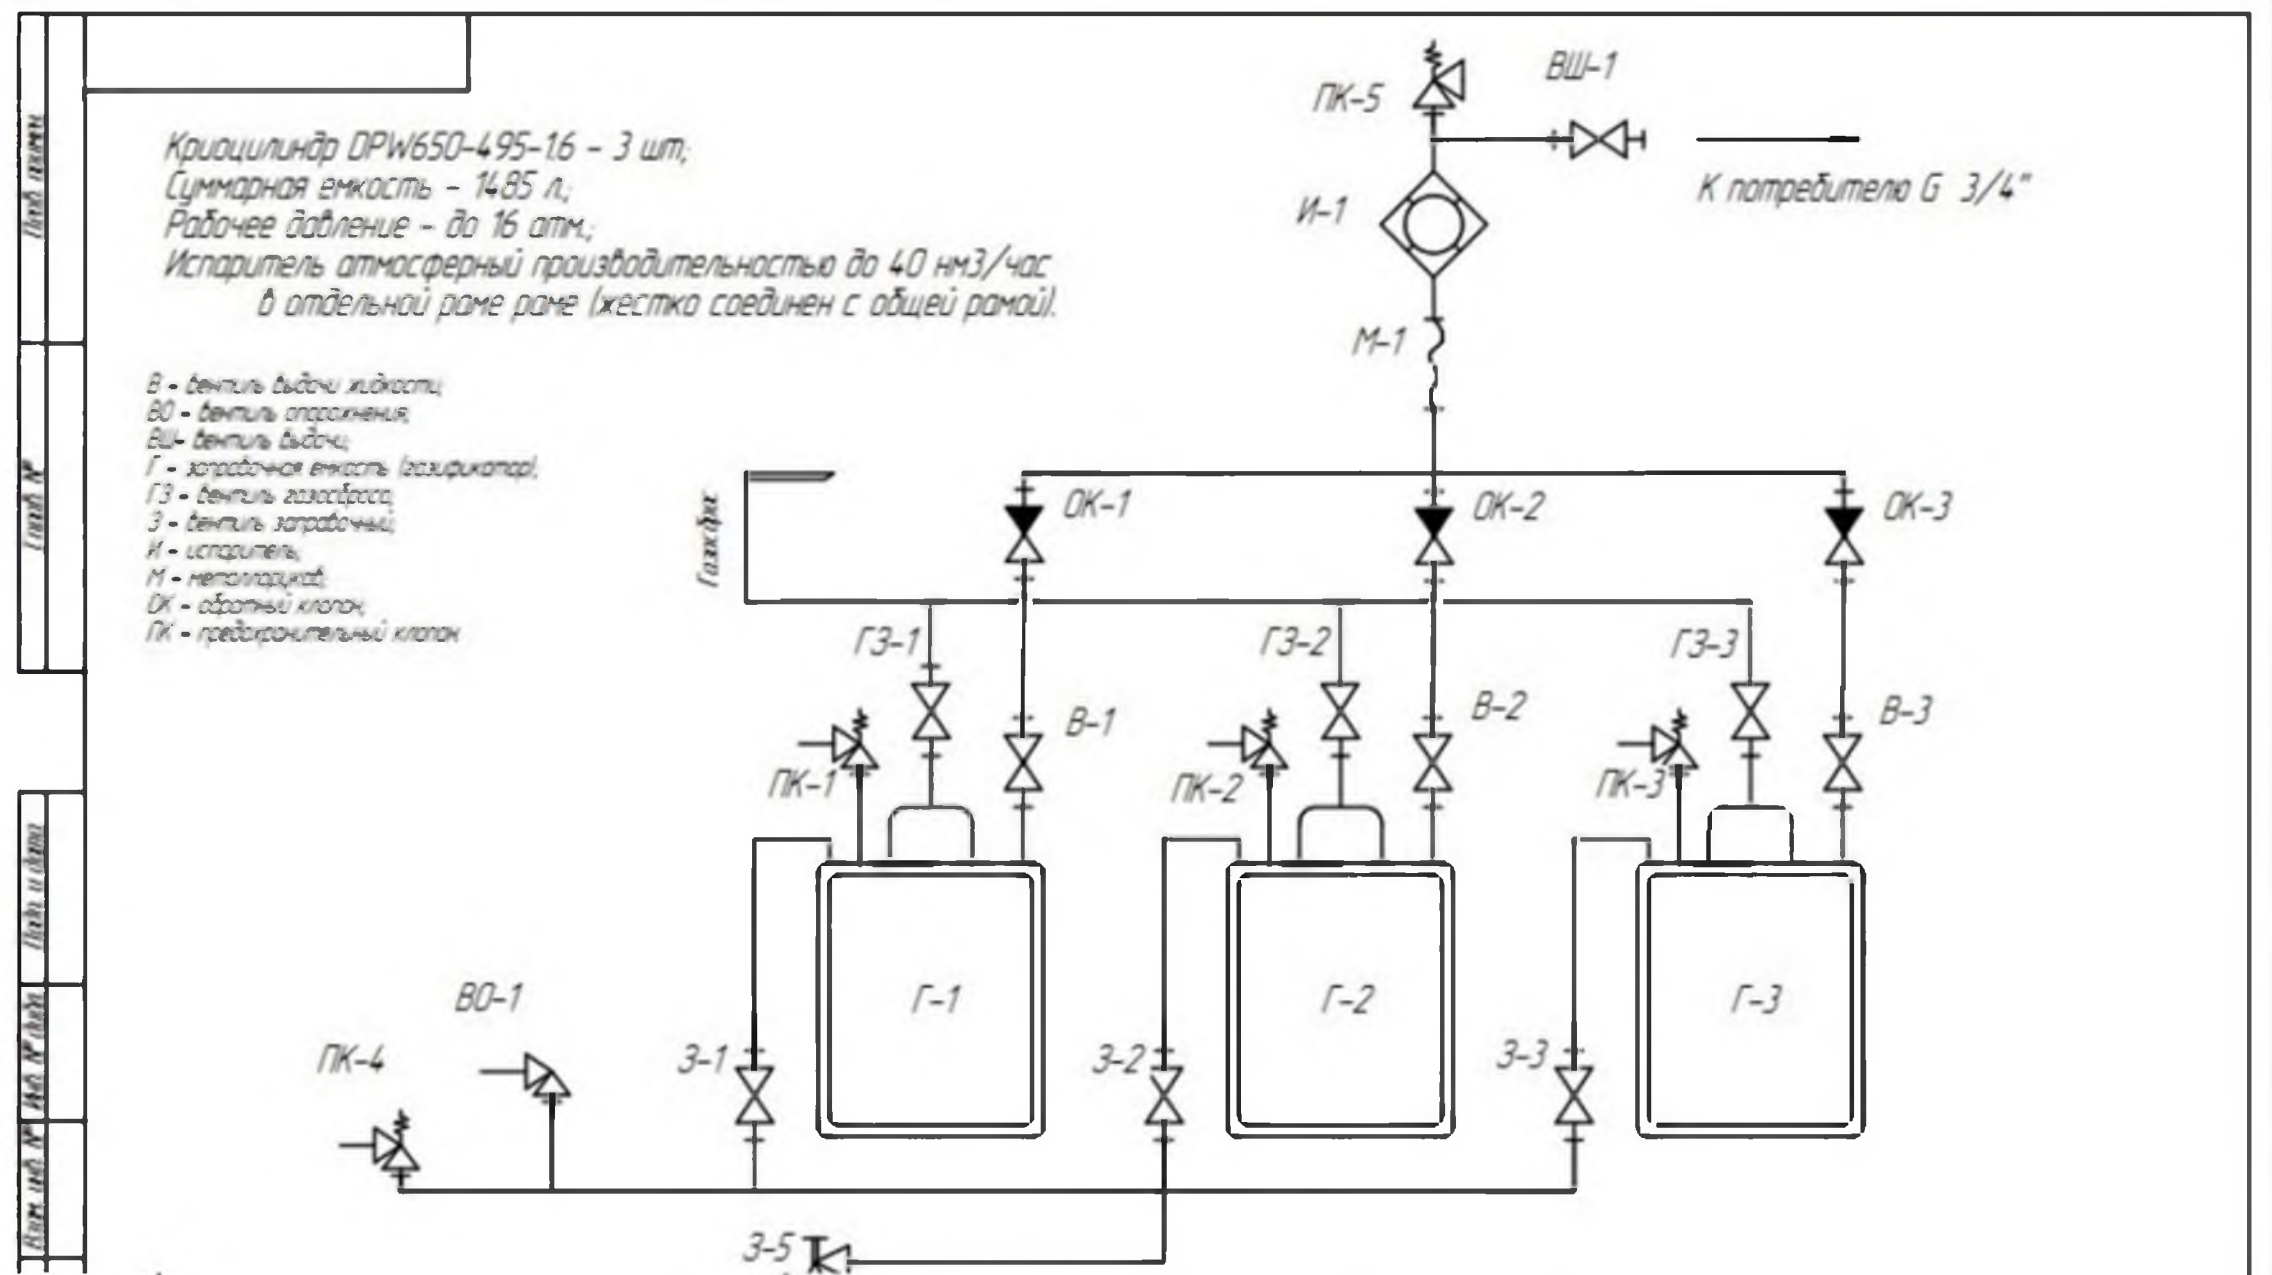 Криоцилиндр DPW650-495-1.6 - 3 шт;
Суммарная емкость - 1485 л.;
Рабочее давление - до 16 атм.;
Испаритель атмосферный производительностью до 40 нм3/час
в отдельной раме раме (жестко соединен с общей рамой).
В - вентиль выдачи жидкости;
ВО - вентиль опорожнения;
ВШ- вентиль выдачи;
Г - заправочная емкость (газификатор);
ГЗ - вентиль газосброса;
З - вентиль заправочный;
И - испаритель;
М - металлорукав;
ОК - обратный клапан;
ПК - предохранительный клапан
ПК-5
ВШ-1
К потребителю G 3/4"
И-1
М-1
ОК-1
ОК-2
ОК-3
ГЗ-1
ГЗ-2
ГЗ-3
В-1
В-2
В-3
ПК-1
ПК-2
ПК-3
Г-1
Г-2
Г-3
ВО-1
ПК-4
З-1
З-2
З-3
З-5
Подп. и дата
Взам. инв. №